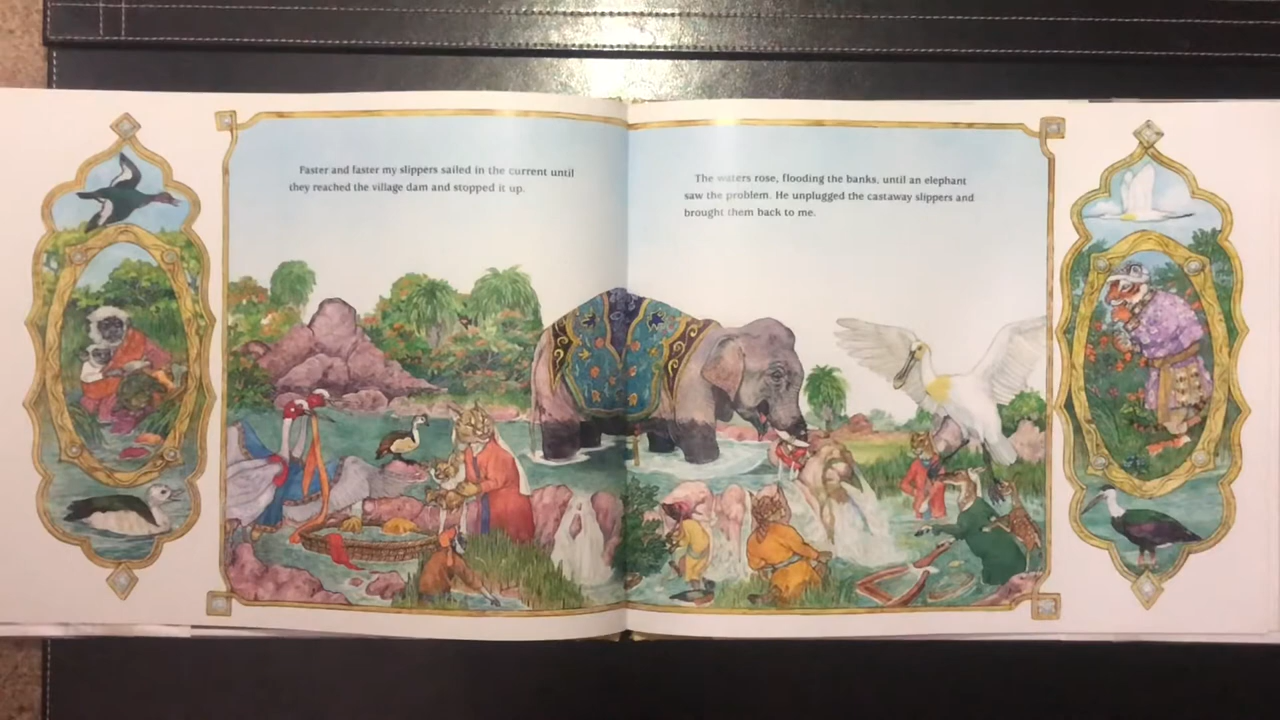 Faster and faster my slippers sailed in the current until
they reached the village dam and stopped it up.
The waters rose, flooding the banks, until an elephant
saw the problem. He unplugged the castaway slippers and
brought them back to me.